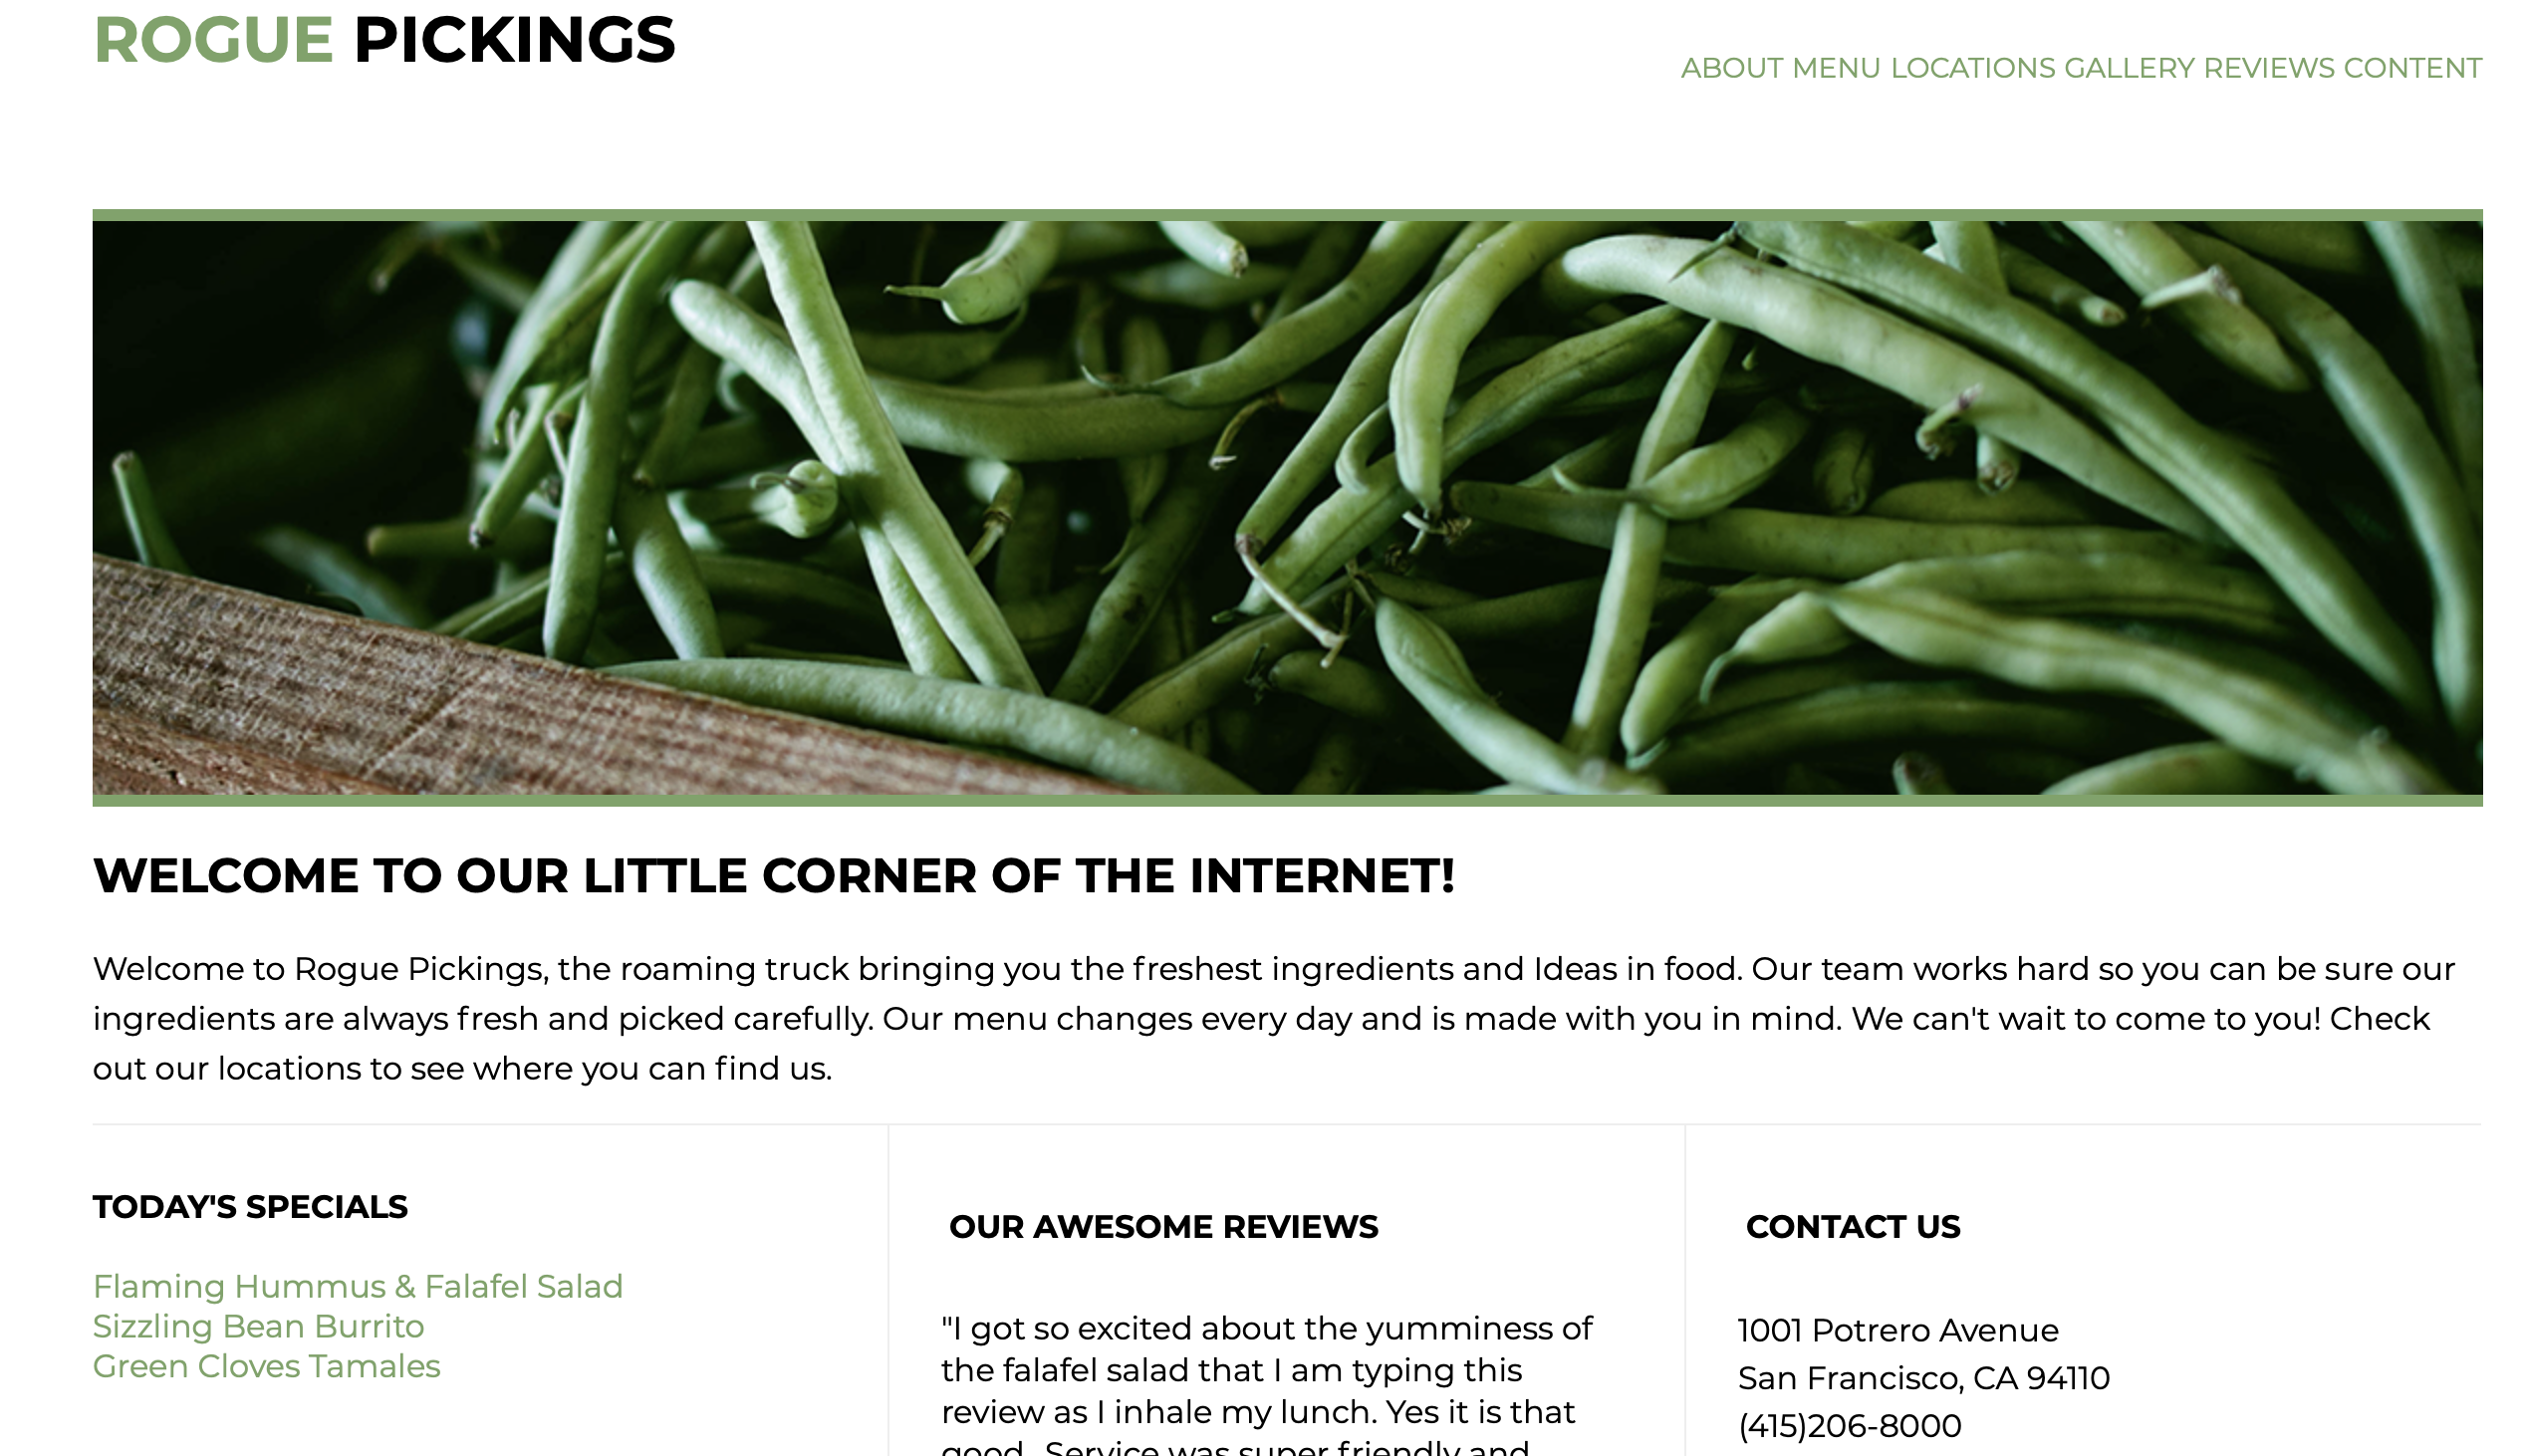 ROGUE PICKINGS
ABOUT MENU LOCATIONS GALLERY REVIEWS CONTENT
WELCOME TO OUR LITTLE CORNER OF THE INTERNET!
Welcome to Rogue Pickings, the roaming truck bringing you the freshest ingredients and Ideas in food. Our team works hard so you can be sure our
ingredients are always fresh and picked carefully. Our menu changes every day and is made with you in mind. We can't wait to come to you! Check
out our locations to see where you can find us.
TODAY'S SPECIALS
Flaming Hummus & Falafel Salad
Sizzling Bean Burrito
Green Cloves Tamales
OUR AWESOME REVIEWS
"I got so excited about the yumminess of
the falafel salad that I am typing this
review as I inhale my lunch. Yes it is that
good. Service was super friendly and
CONTACT US
1001 Potrero Avenue
San Francisco, CA 94110
(415)206-8000